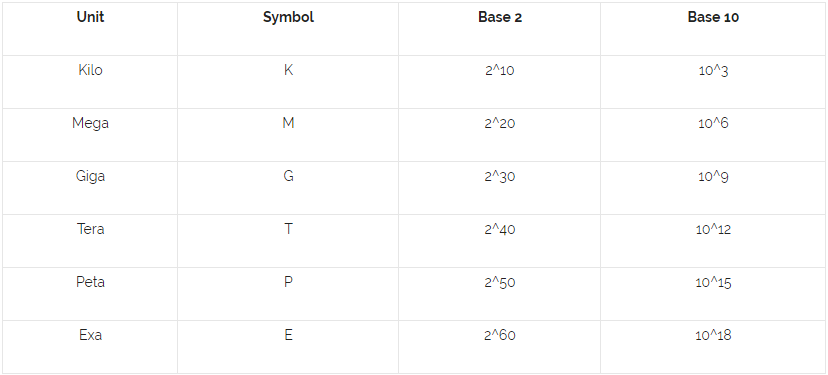 Unit Symbol Base 2 Base 10
Kilo K 2^10 10^3
Mega M 2^20 10^6
Giga G 2^30 10^9
Tera T 2^40 10^12
Peta P 2^50 10^15
Exa E 2^60 10^18